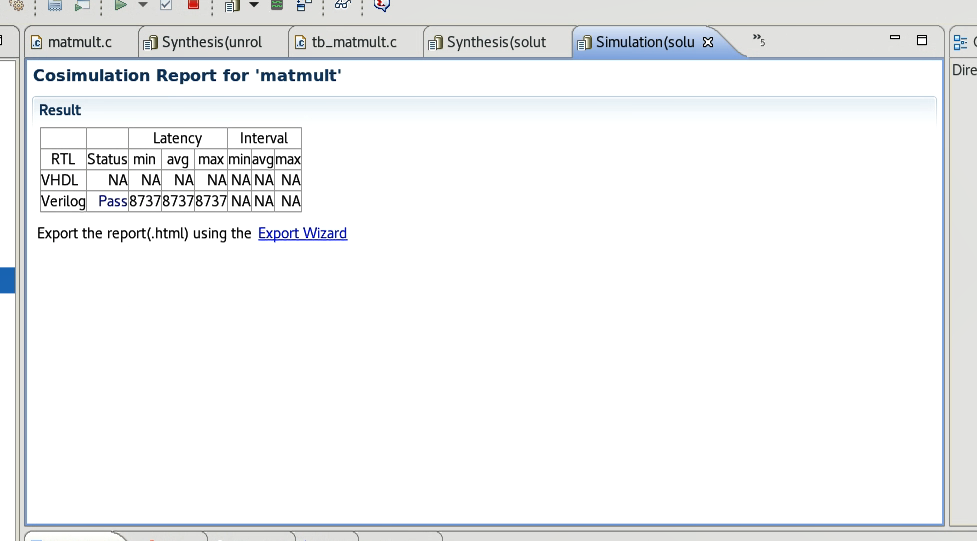 matmult.c Synthesis(unrol tb_matmult.c Synthesis(solut Simulation(solu »5
Cosimulation Report for 'matmult'
Dire
Result
Latency Interval
RTL Status min avg max min avg max
VHDL NA NA NA NA NA NA NA
Verilog Pass 8737 8737 8737 NA NA NA
Export the report(.html) using the Export Wizard